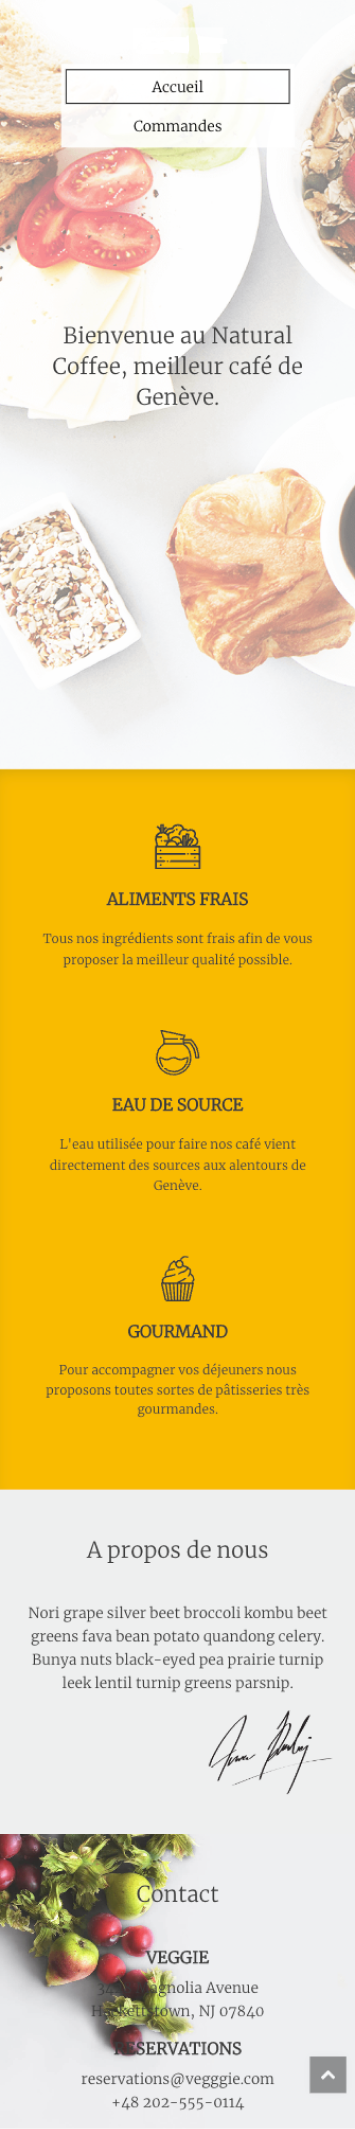 Accueil
Commandes
Bienvenue au Natural
Coffee, meilleur café de
Genève.
ALIMENTS FRAIS
Tous nos ingrédients sont frais afin de vous
proposer la meilleur qualité possible.
EAU DE SOURCE
L'eau utilisée pour faire nos café vient
directement des sources aux alentours de
Genève.
GOURMAND
Pour accompagner vos déjeuners nous
proposons toutes sortes de pâtisseries très
gourmandes.
A propos de nous
Nori grape silver beet broccoli kombu beet
greens fava bean potato quandong celery.
Bunya nuts black-eyed pea prairie turnip
leek lentil turnip greens parsnip.
Contact
VEGGIE
Magnolia Avenue
Hackettstown, NJ 07840
RESERVATIONS
reservations@vegggie.com
+48 202-555-0114